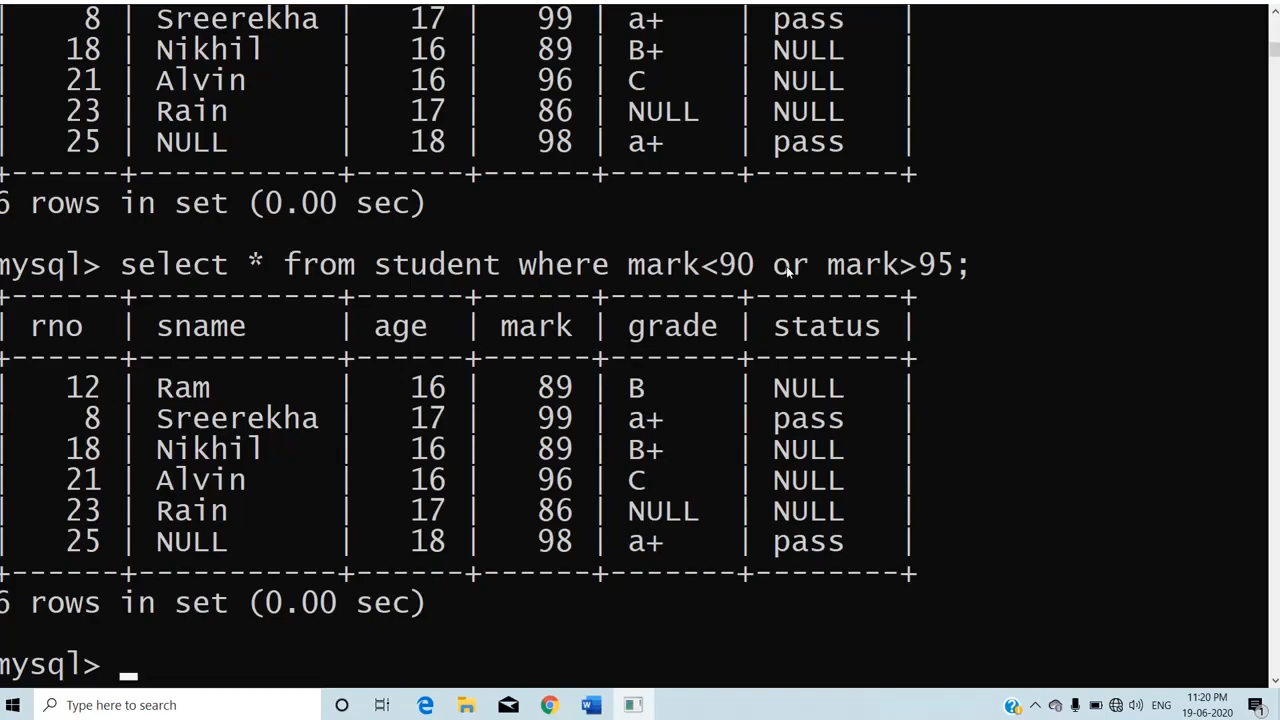 |     8 | Sreerekha |   17 |   99 | a+    | pass   |
|    18 | Nikhil    |   16 |   89 | B+    | NULL   |
|    21 | Alvin     |   16 |   96 | C     | NULL   |
|    23 | Rain      |   17 |   86 | NULL  | NULL   |
|    25 | NULL      |   18 |   98 | a+    | pass   |
+------+-----------+------+------+-------+--------+
6 rows in set (0.00 sec)
mysql> select * from student where mark<90 or mark>95;
+------+-----------+------+------+-------+--------+
| rno  | sname     | age  | mark | grade | status |
+------+-----------+------+------+-------+--------+
|    12 | Ram       |   16 |   89 | B     | NULL   |
|     8 | Sreerekha |   17 |   99 | a+    | pass   |
|    18 | Nikhil    |   16 |   89 | B+    | NULL   |
|    21 | Alvin     |   16 |   96 | C     | NULL   |
|    23 | Rain      |   17 |   86 | NULL  | NULL   |
|    25 | NULL      |   18 |   98 | a+    | pass   |
+------+-----------+------+------+-------+--------+
6 rows in set (0.00 sec)
mysql> _
Type here to search
ENG
11:20 PM
19-06-2020
1